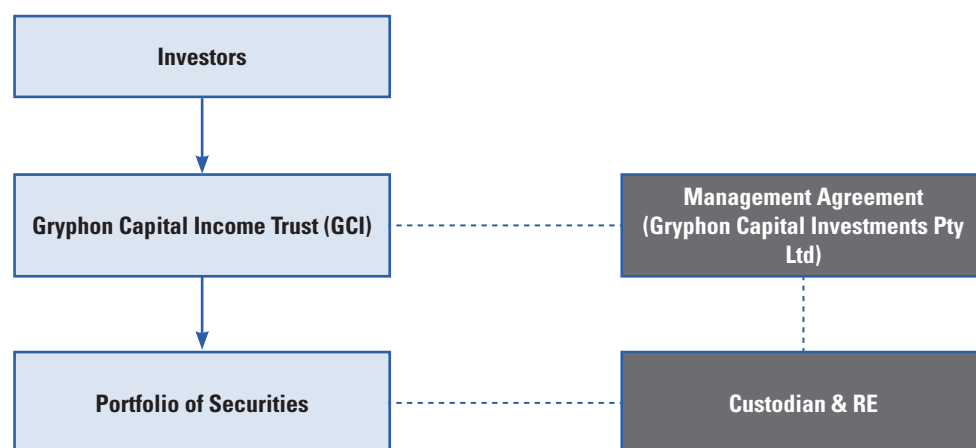 Investors
Gryphon Capital Income Trust (GCI)
Management Agreement
(Gryphon Capital Investments Pty
Ltd)
Portfolio of Securities
Custodian & RE